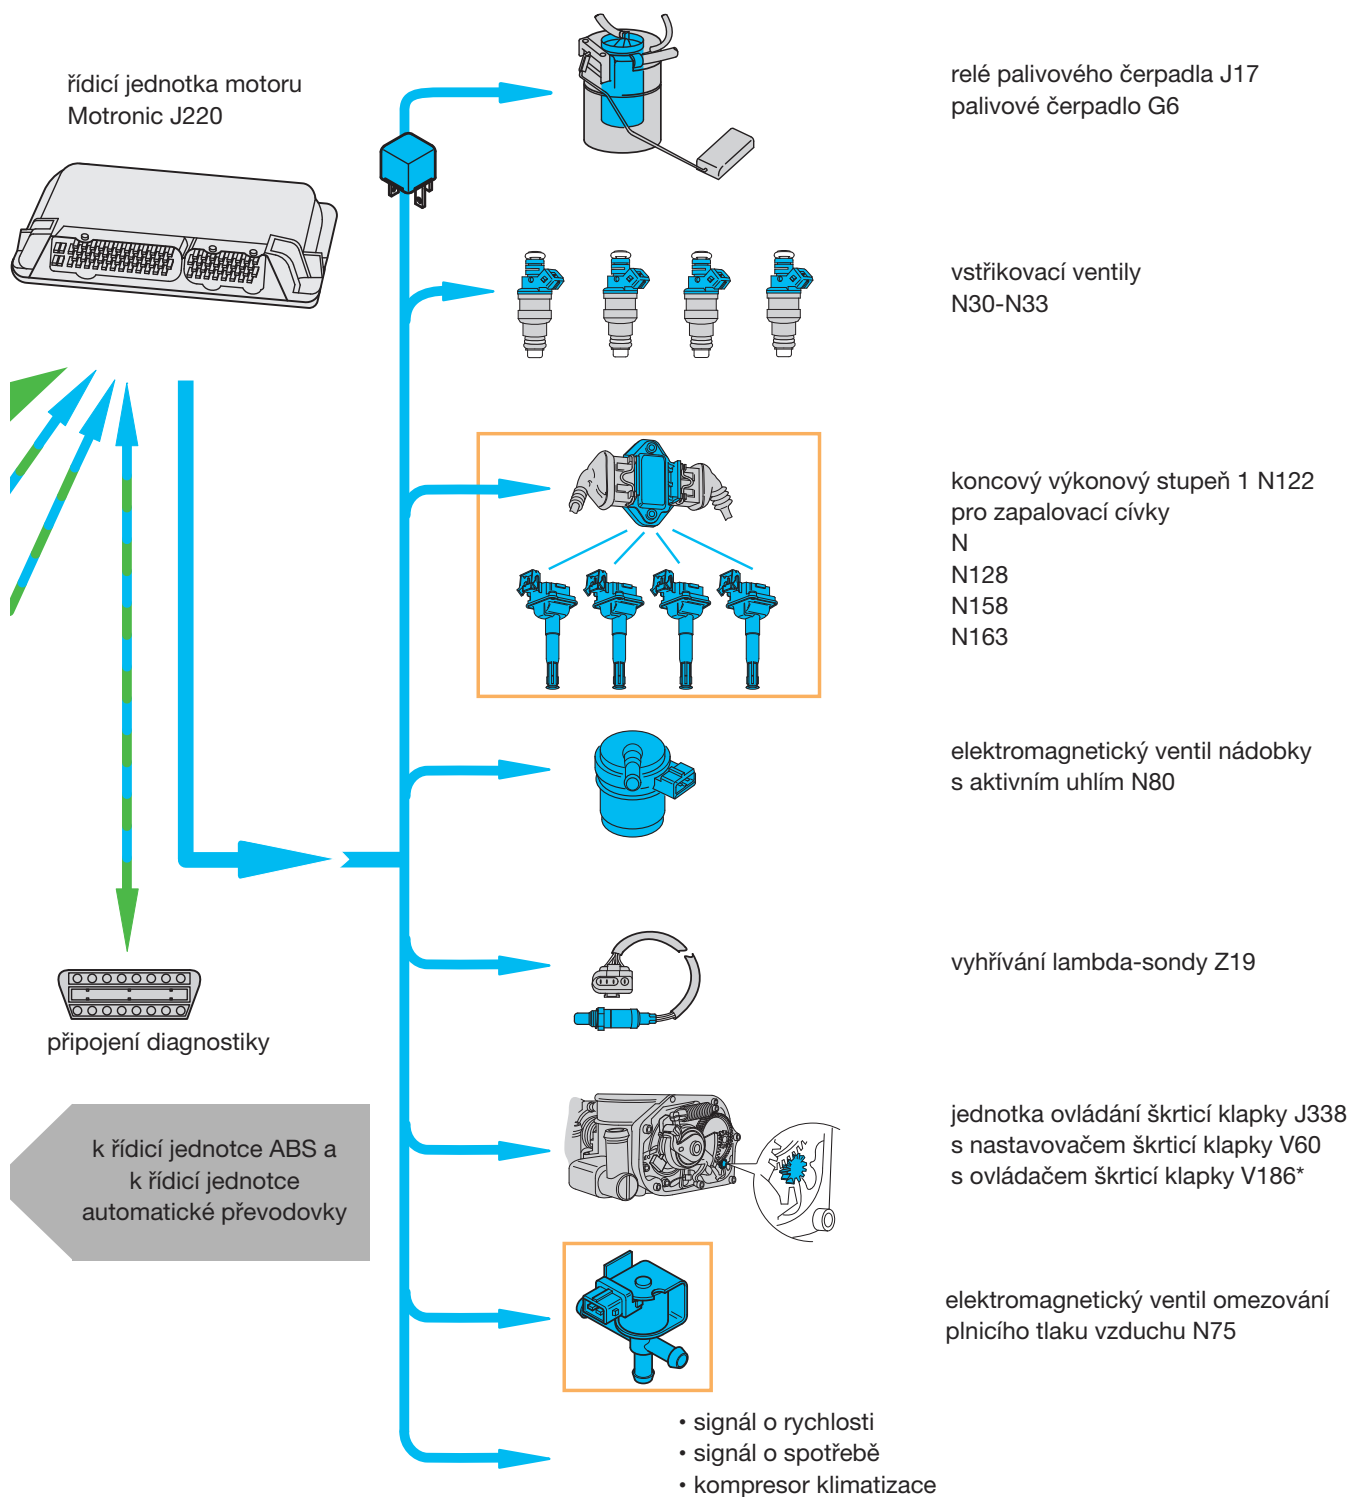 řídicí jednotka motoru
Motronic J220
relé palivového čerpadla J17
palivové čerpadlo G6
vstřikovací ventily
N30-N33
koncový výkonový stupeň 1 N122
pro zapalovací cívky
N
N128
N158
N163
elektromagnetický ventil nádobky
s aktivním uhlím N80
vyhřívání lambda-sondy Z19
připojení diagnostiky
k řídicí jednotce ABS a
k řídicí jednotce
automatické převodovky
jednotka ovládání škrticí klapky J338
s nastavovačem škrticí klapky V60
s ovládačem škrticí klapky V186*
elektromagnetický ventil omezování
plnicího tlaku vzduchu N75
• signál o rychlosti
• signál o spotřebě
• kompresor klimatizace